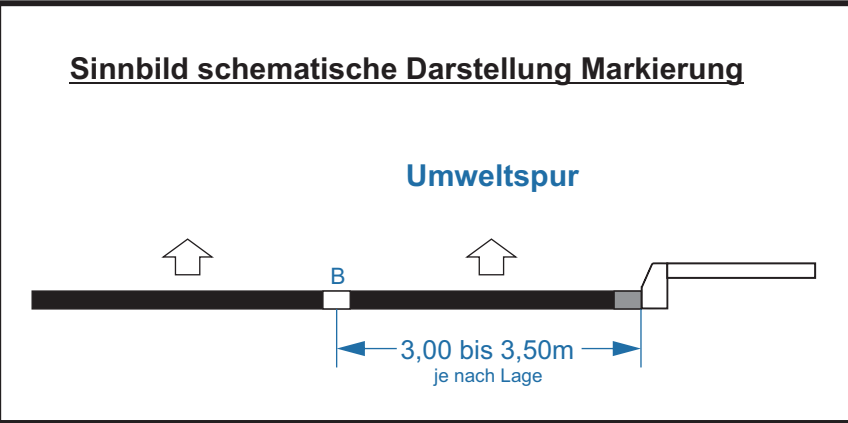 Sinnbild schematische Darstellung Markierung
Umweltspur
B
3,00 bis 3,50m
je nach Lage